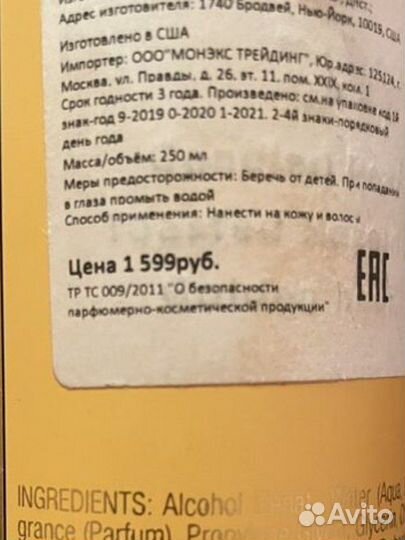 Адрес изготовителя: 1740 Бродвей, Нью-Йорк, 10019, США
Изготовлено в США
Импортер: ООО"МОНЭКС ТРЕЙДИНГ", Юр.адрес: 125124, г.
Москва, ул. Правды, д. 26, эт. 11, пом. XXIX, ком. 1
Срок годности 3 года. Произведено: см.на упаковке код 1й
знак-год 9-2019 0-2020 1-2021. 2-4й знаки-порядковый
день года
Масса/объём: 250 мл
Меры предосторожности: Беречь от детей. При попадании
в глаза промыть водой
Способ применения: Нанести на кожу и волосы
Цена 1 599руб.
EAC
ТР ТС 009/2011 "О безопасности
парфюмерно-косметической продукции"
INGREDIENTS: Alcohol (Aqua,
grance (Parfum), Glycerin
Avito